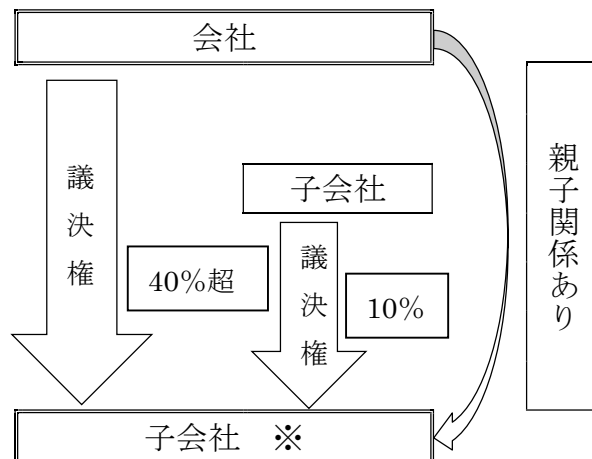 会社
議決権
40%超
子会社
議決権
10%
親子関係あり
子会社 ※